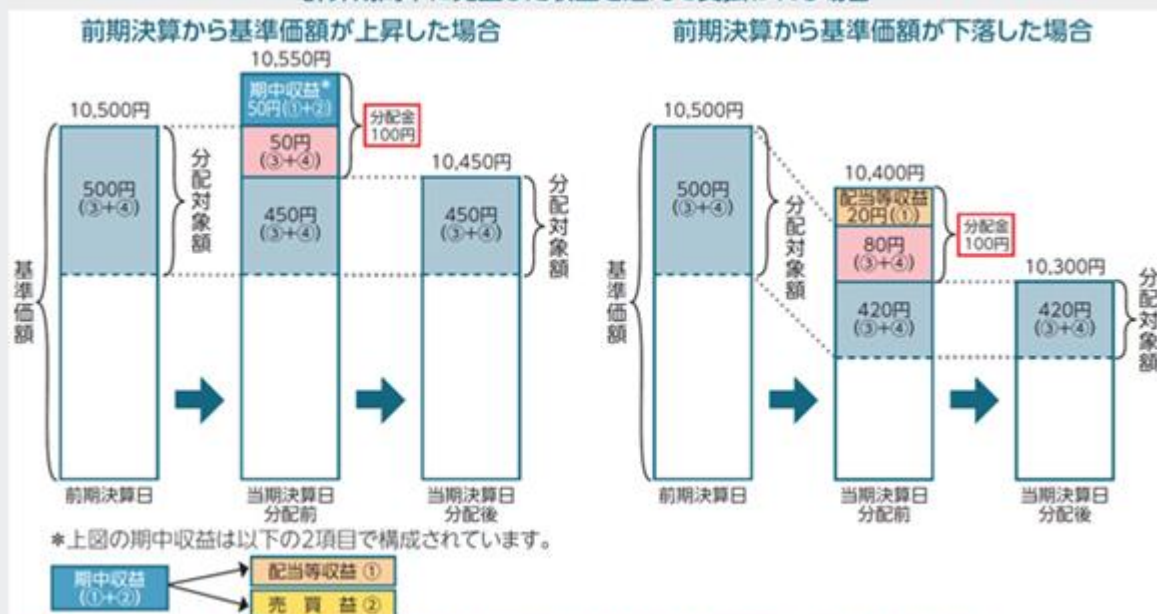 前期決算から基準価額が上昇した場合
10,500円
10,550円
期中収益*
50円(①+②)
分配金
100円
50円
(③+④)
10,450円
500円
(③+④)
分配対象額
450円
(③+④)
450円
(③+④)
分配対象額
基準価額
前期決算日
当期決算日
分配前
当期決算日
分配後
前期決算から基準価額が下落した場合
10,500円
10,400円
配当等収益
20円(①)
分配金
100円
500円
(③+④)
分配対象額
80円
(③+④)
10,300円
420円
(③+④)
420円
(③+④)
分配対象額
基準価額
前期決算日
当期決算日
分配前
当期決算日
分配後
*上図の期中収益は以下の2項目で構成されています。
期中収益
(①+②)
配当等収益 ①
売買益 ②